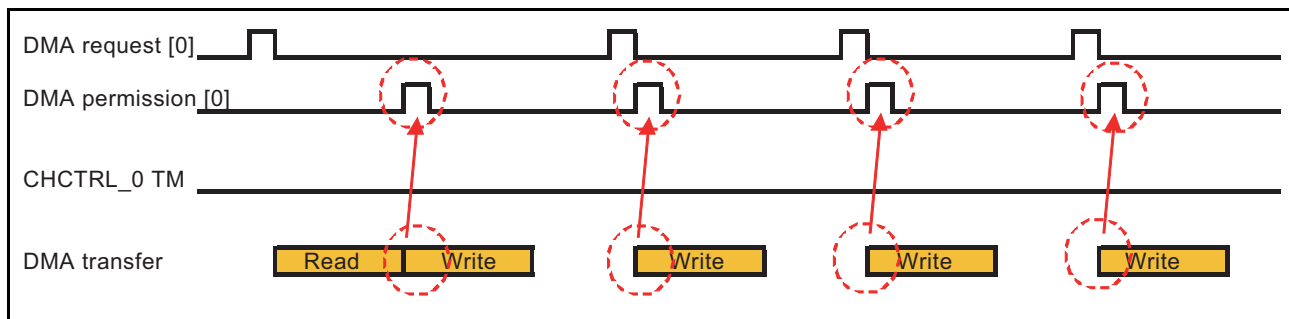 DMA request [0]
DMA permission [0]
CHCTRL_0 TM
DMA transfer
Read
Write
Write
Write
Write